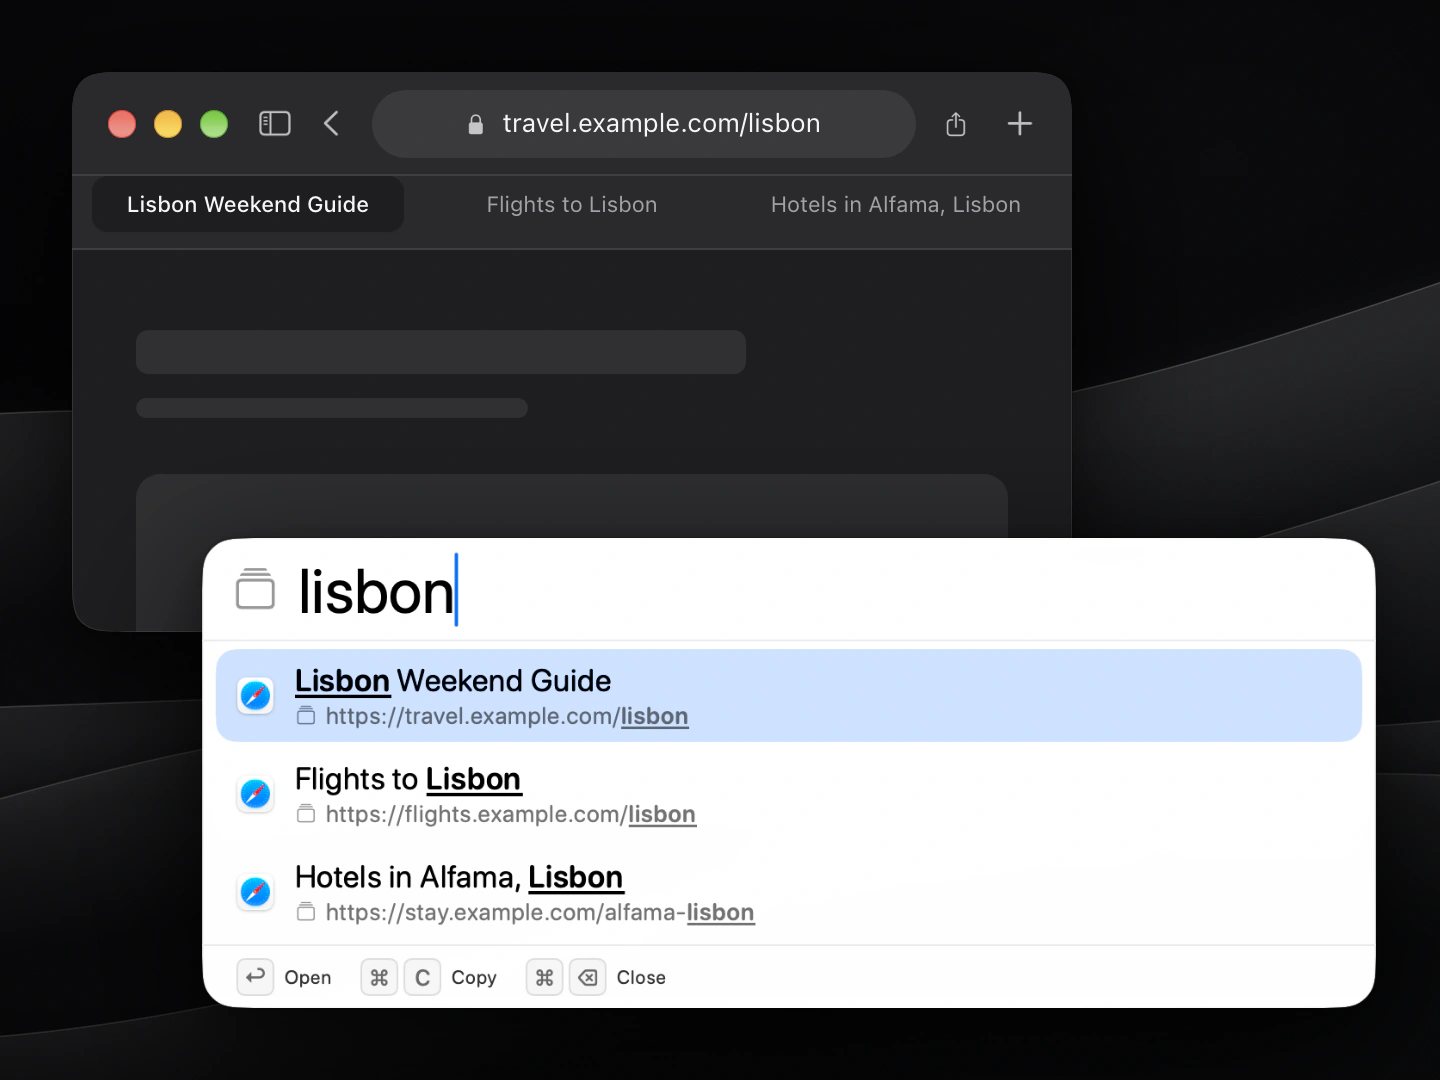 travel.example.com/lisbon
Lisbon Weekend Guide
Flights to Lisbon
Hotels in Alfama, Lisbon
lisbon
Lisbon Weekend Guide
https://travel.example.com/lisbon
Flights to Lisbon
https://flights.example.com/lisbon
Hotels in Alfama, Lisbon
https://stay.example.com/alfama-lisbon
↩ Open ⌘ C Copy ⌘ ⌫ Close